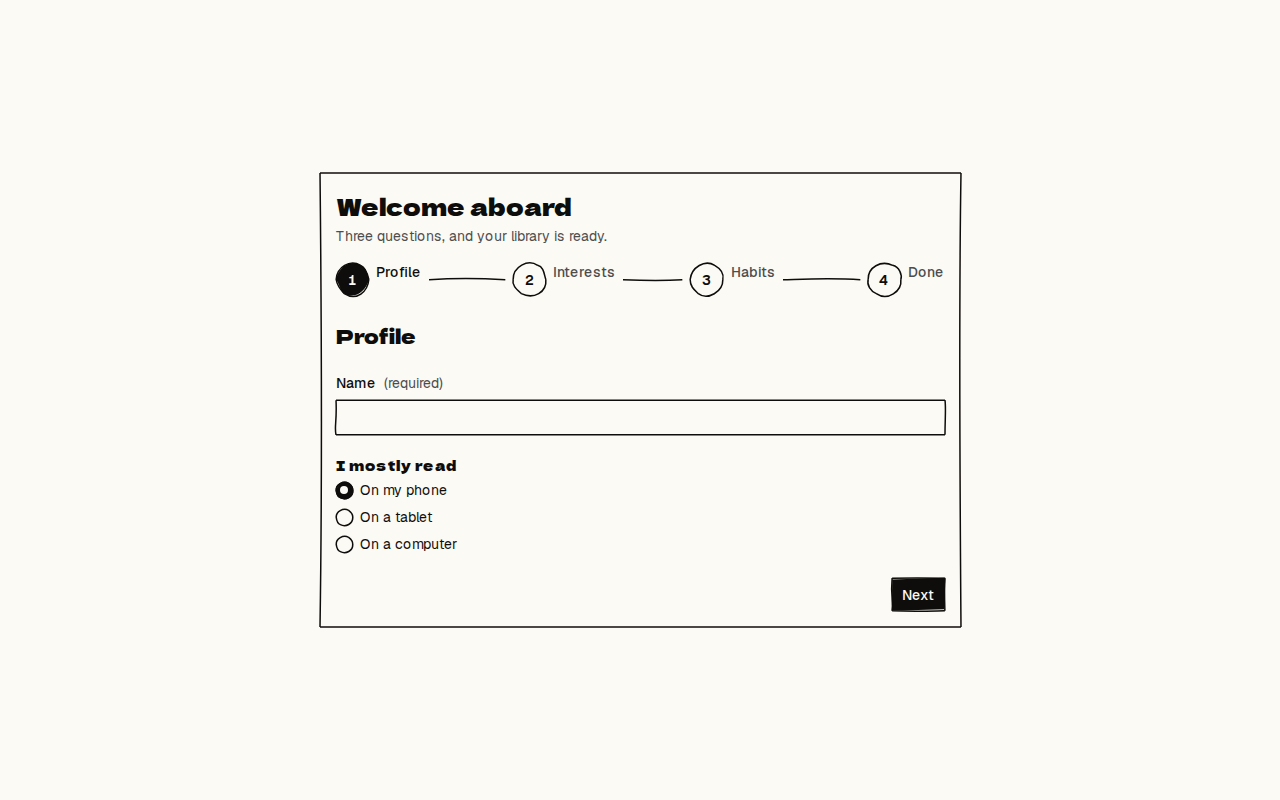 Welcome aboard
Three questions, and your library is ready.
1 Profile 2 Interests 3 Habits 4 Done
Profile
Name (required)
I mostly read
On my phone
On a tablet
On a computer
Next